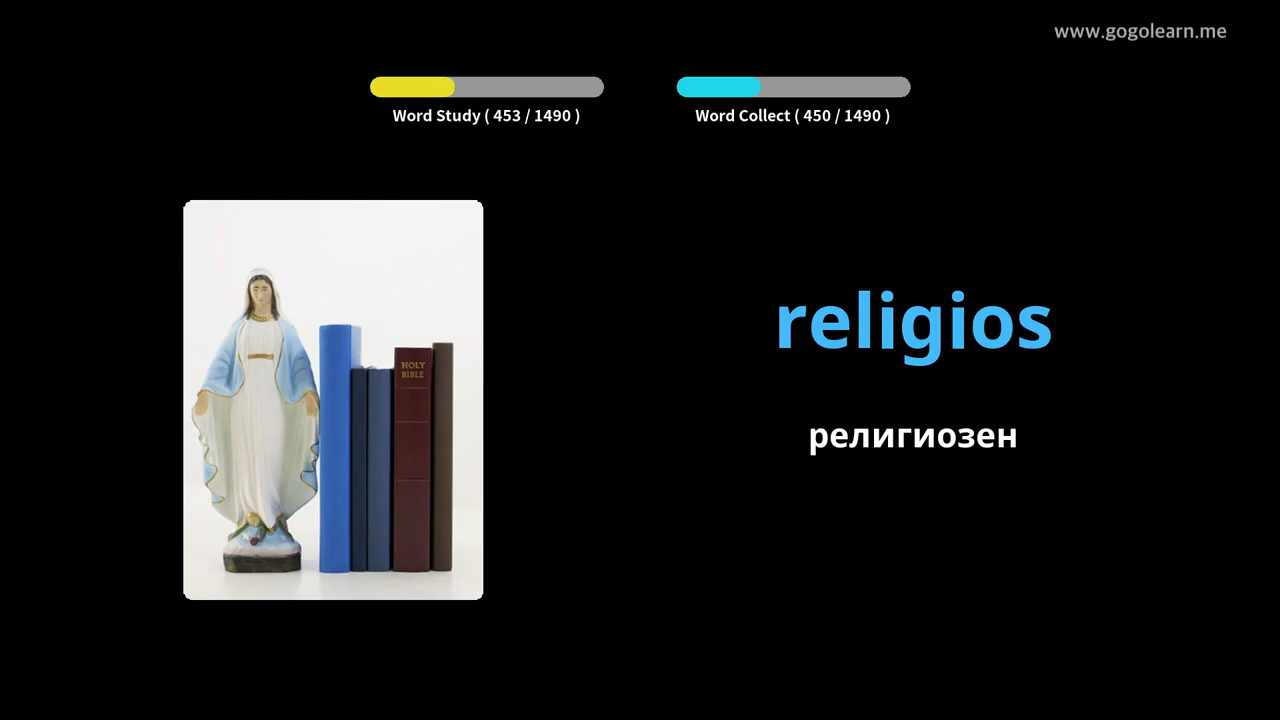 www.gogolearn.me
Word Study ( 453 / 1490 )
Word Collect ( 450 / 1490 )
HOLY
BIBLE
religios
религиозен